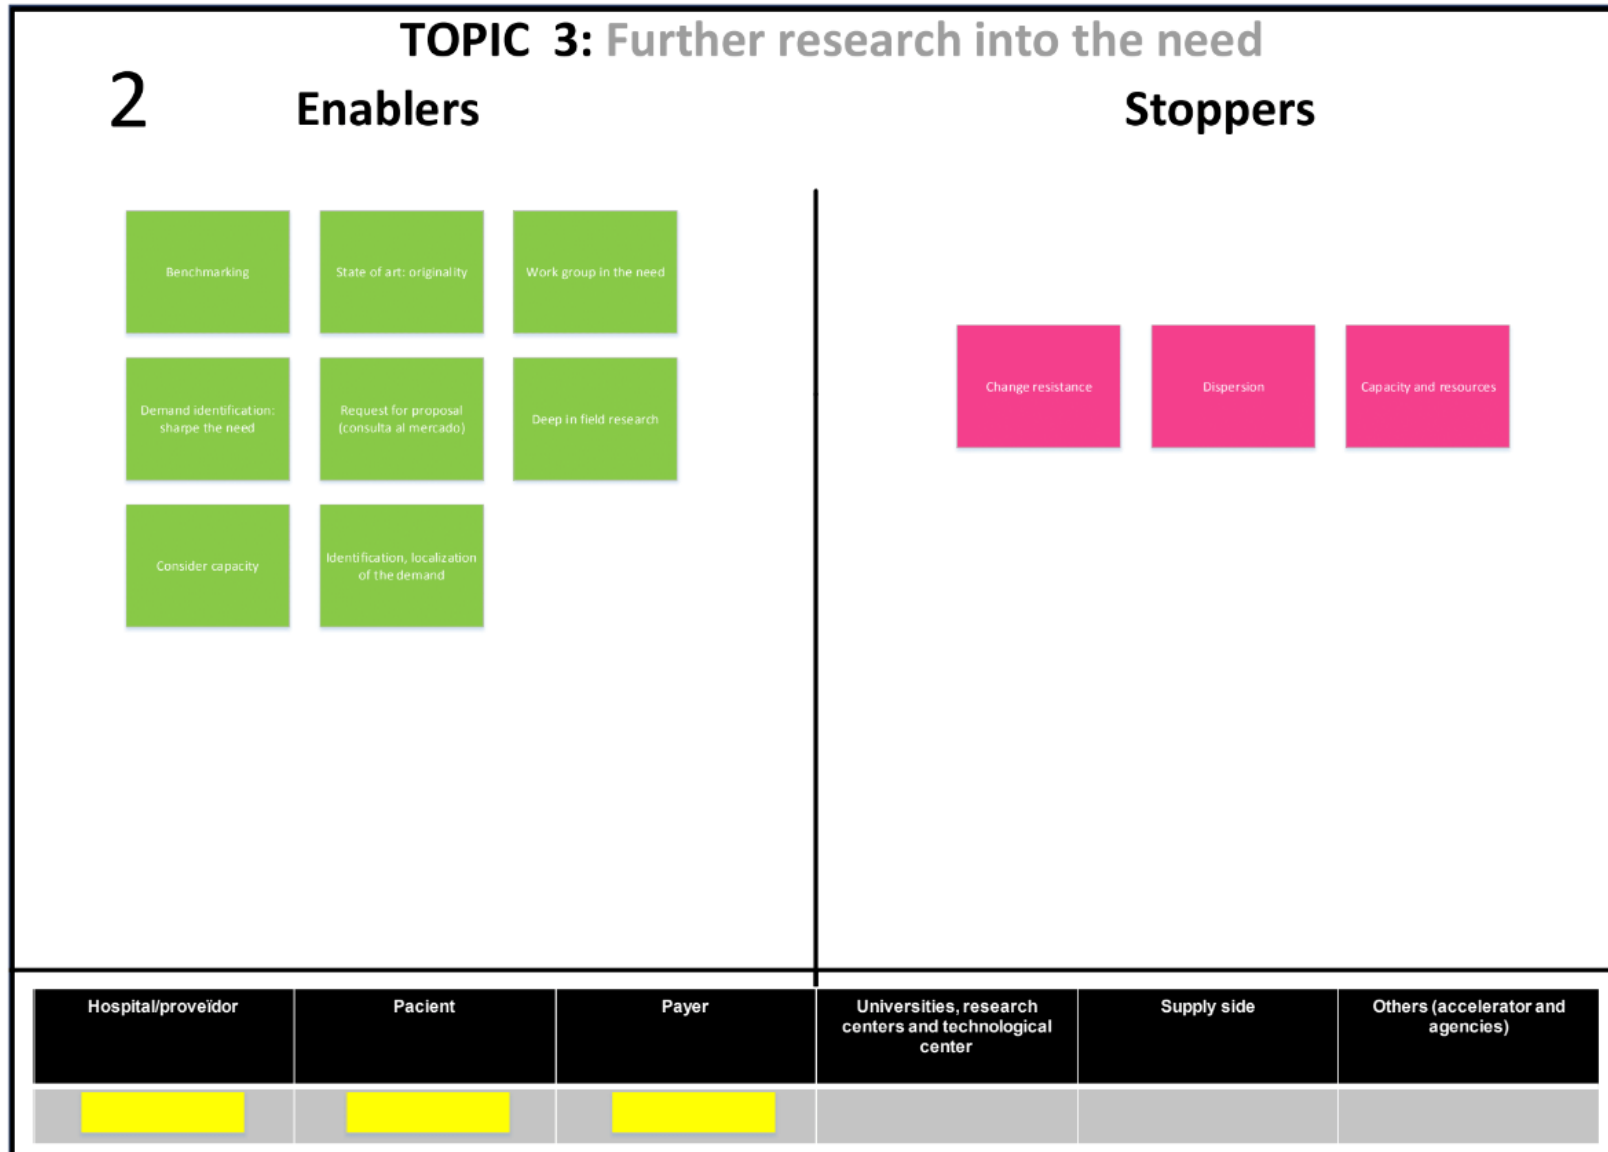 TOPIC 3: Further research into the need
2
Enablers
Stoppers
Benchmarking
State of art: originality
Work group in the need
Demand identification:
sharpe the need
Request for proposal
(consulta al mercado)
Deep in field research
Consider capacity
Identification, localization
of the demand
Change resistance
Dispersion
Capacity and resources
Hospital/proveïdor
Pacient
Payer
Universities, research
centers and technological
center
Supply side
Others (accelerator and
agencies)